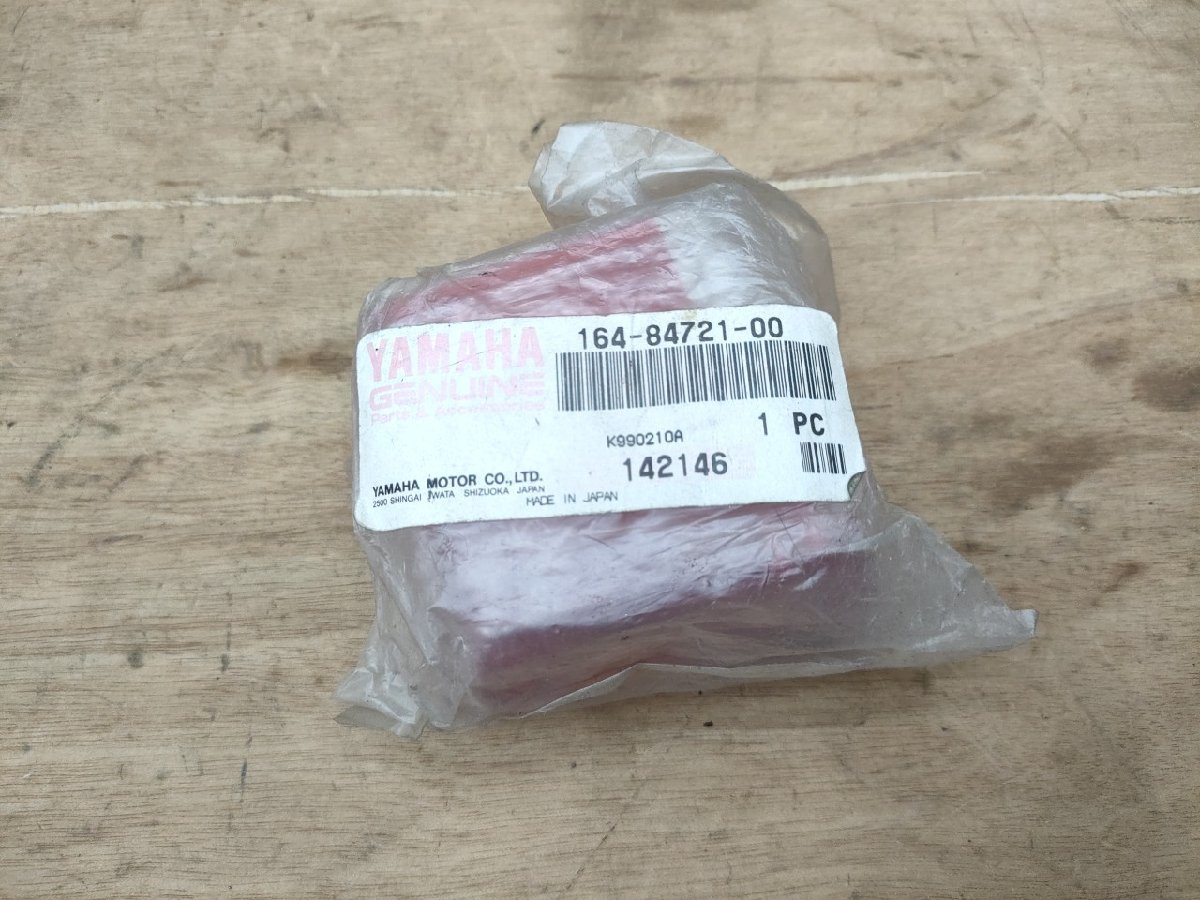 YAMAHA
GENUINE
Parts & Accessories
164-84721-00
1 PC
K990210A
142146
YAMAHA MOTOR CO.,LTD.
2500 SHINGAI IWATA SHIZUOKA JAPAN
MADE IN JAPAN